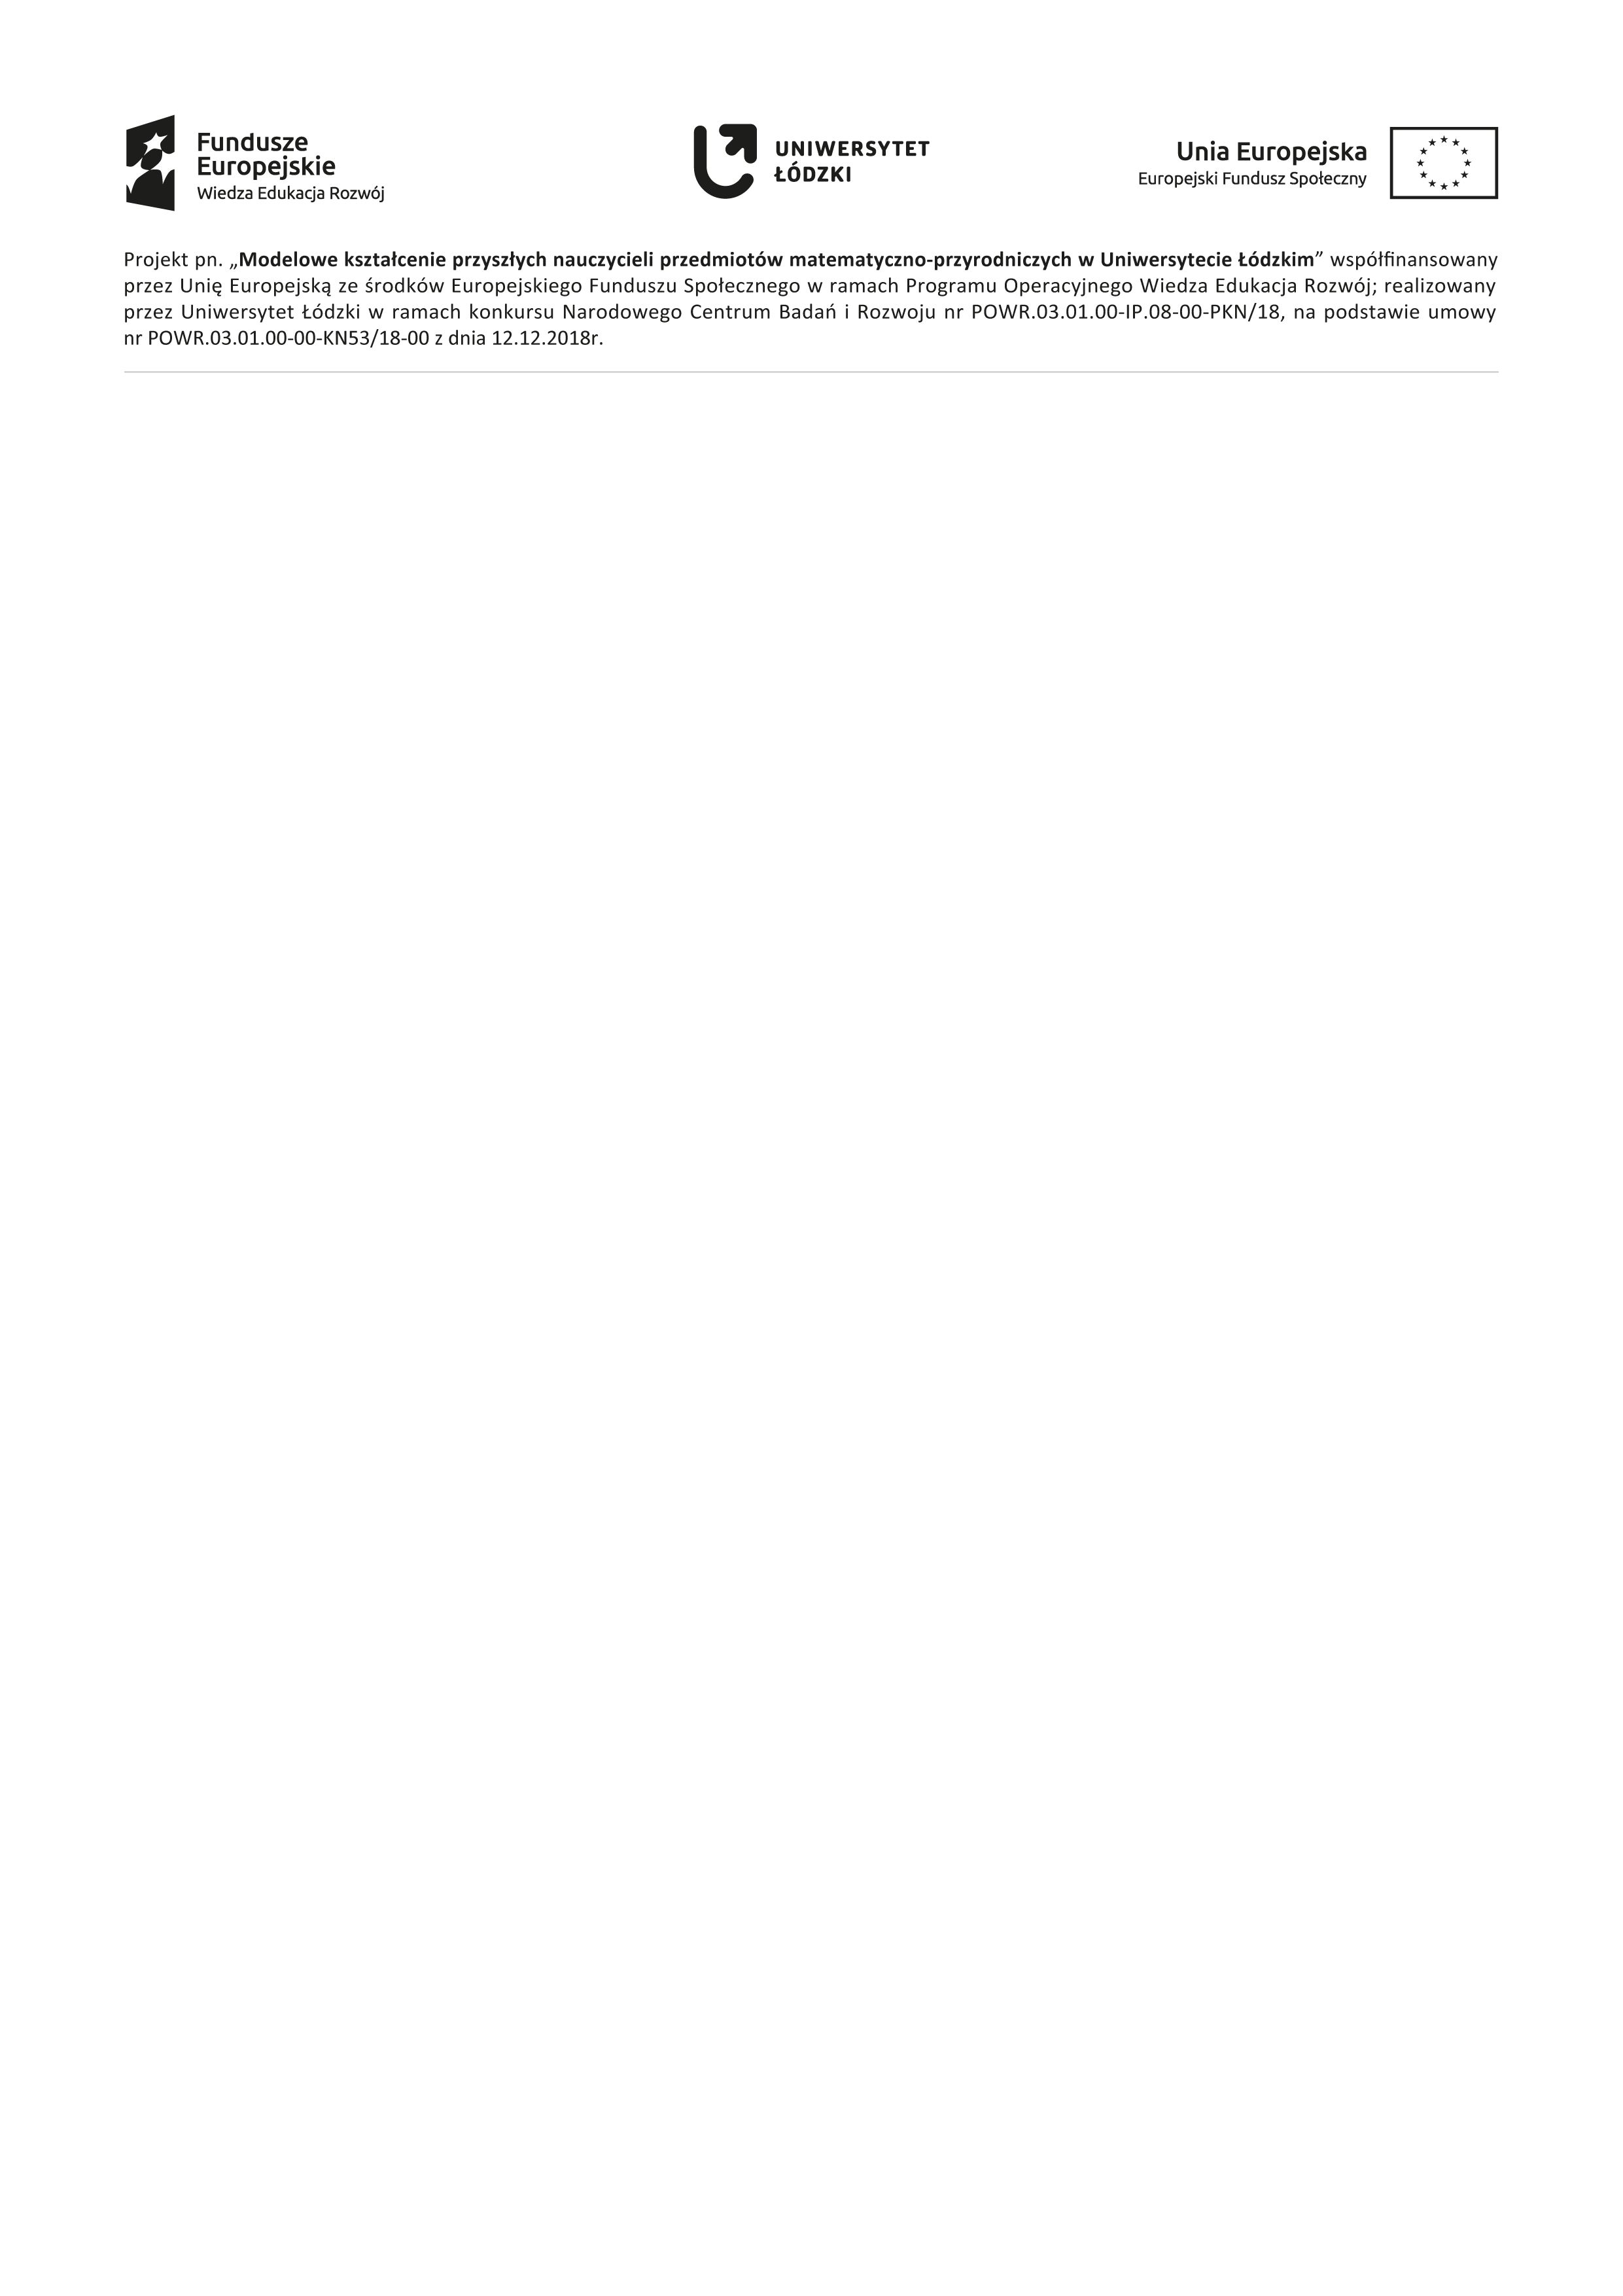 Fundusze
Europejskie
Wiedza Edukacja Rozwój
UNIWERSYTET
ŁÓDZKI
Unia Europejska
Europejski Fundusz Społeczny
Projekt pn. „Modelowe kształcenie przyszłych nauczycieli przedmiotów matematyczno-przyrodniczych w Uniwersytecie Łódzkim” współfinansowany
przez Unię Europejską ze środków Europejskiego Funduszu Społecznego w ramach Programu Operacyjnego Wiedza Edukacja Rozwój; realizowany
przez Uniwersytet Łódzki w ramach konkursu Narodowego Centrum Badań i Rozwoju nr POWR.03.01.00-IP.08-00-PKN/18, na podstawie umowy
nr POWR.03.01.00-00-KN53/18-00 z dnia 12.12.2018r.